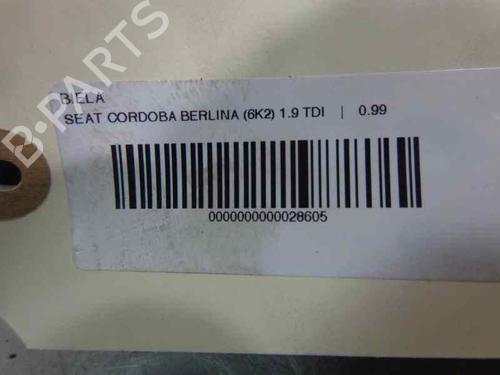 BIELA
SEAT CORDOBA BERLINA (6K2) 1.9 TDI | 0.99
0000000000028605
B-PARTS